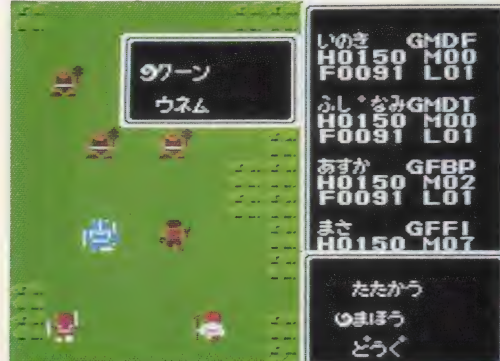 ワーン
ウネム
いのき GMDF
H0150 M00
F0091 L01
ふじなみGMDT
H0150 M00
F0091 L01
あすか GFBP
H0150 M02
F0091 L01
まさ GFFI
H0150 M07
たたかう
まほう
どうぐ